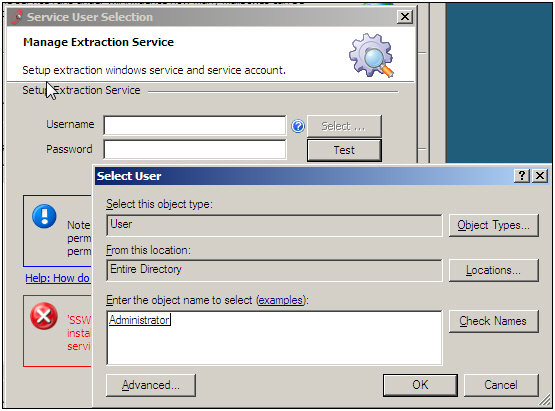 Service User Selection
Manage Extraction Service
Setup extraction windows service and service account.
Setup Extraction Service
Username
Select ...
Password
Test
Select User
Select this object type:
User
Object Types...
From this location:
Entire Directory
Locations...
Enter the object name to select (examples):
Administrator
Check Names
Advanced...
OK
Cancel
Note
perm
perm
Help: How do
'SSW
insta
servi